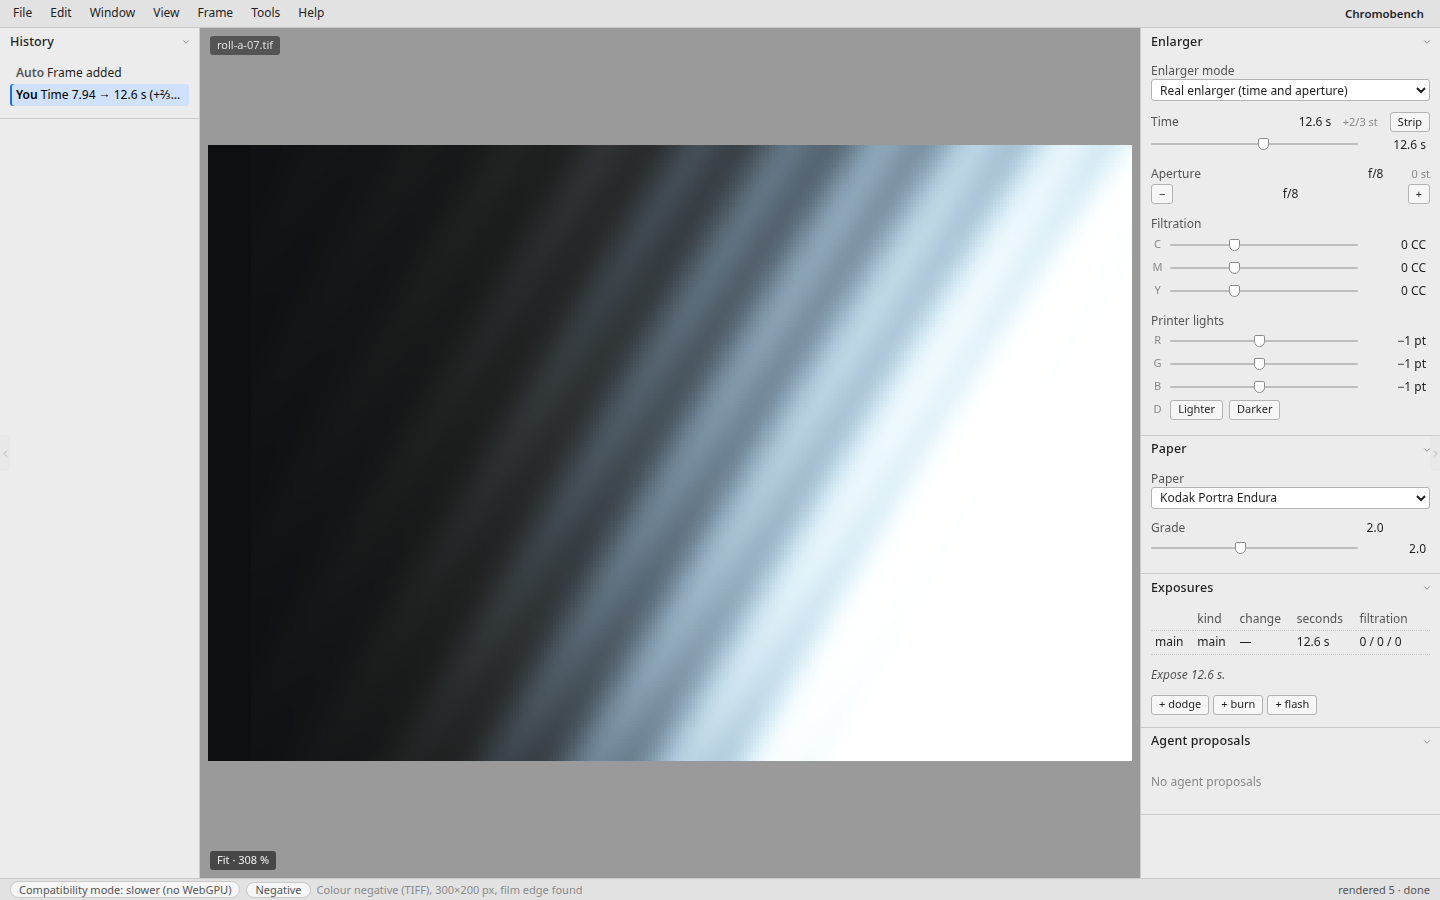 File Edit Window View Frame Tools Help
Chromobench
History
Auto Frame added
You Time 7.94 → 12.6 s (+⅔...
roll-a-07.tif
Fit · 308 %
Enlarger
Enlarger mode
Real enlarger (time and aperture)
Time 12.6 s +2/3 st Strip
12.6 s
Aperture f/8 0 st
− f/8 +
Filtration
C 0 CC
M 0 CC
Y 0 CC
Printer lights
R −1 pt
G −1 pt
B −1 pt
D Lighter Darker
Paper
Paper
Kodak Portra Endura
Grade 2.0
2.0
Exposures
kind change seconds filtration
main main — 12.6 s 0 / 0 / 0
Expose 12.6 s.
+ dodge + burn + flash
Agent proposals
No agent proposals
Compatibility mode: slower (no WebGPU) Negative Colour negative (TIFF), 300×200 px, film edge found
rendered 5 · done